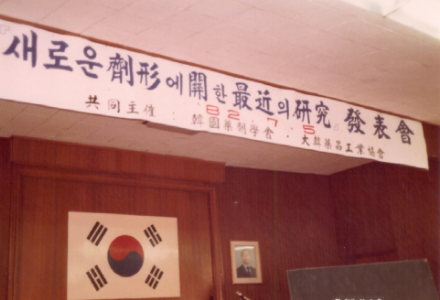 새로운 劑形에 關한 最近의 硏究 發表會
82 7 5
共同主催 : 韓國藥劑學會 · 大韓藥品工業協會